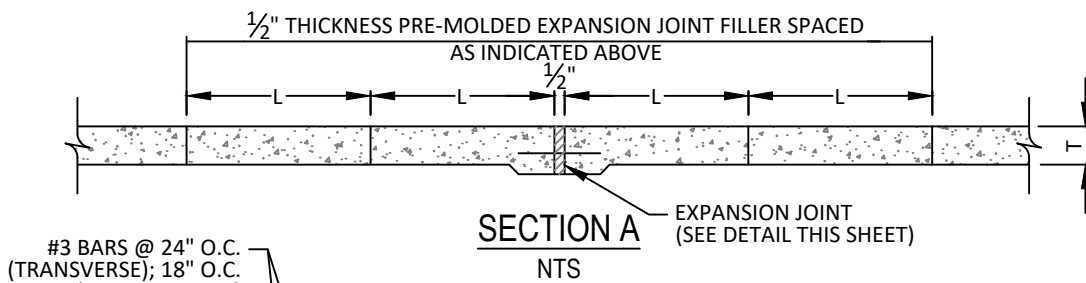 ½" THICKNESS PRE-MOLDED EXPANSION JOINT FILLER SPACED
AS INDICATED ABOVE
½"
L L L L
T
EXPANSION JOINT
(SEE DETAIL THIS SHEET)
SECTION A
NTS
#3 BARS @ 24" O.C.
(TRANSVERSE); 18" O.C.